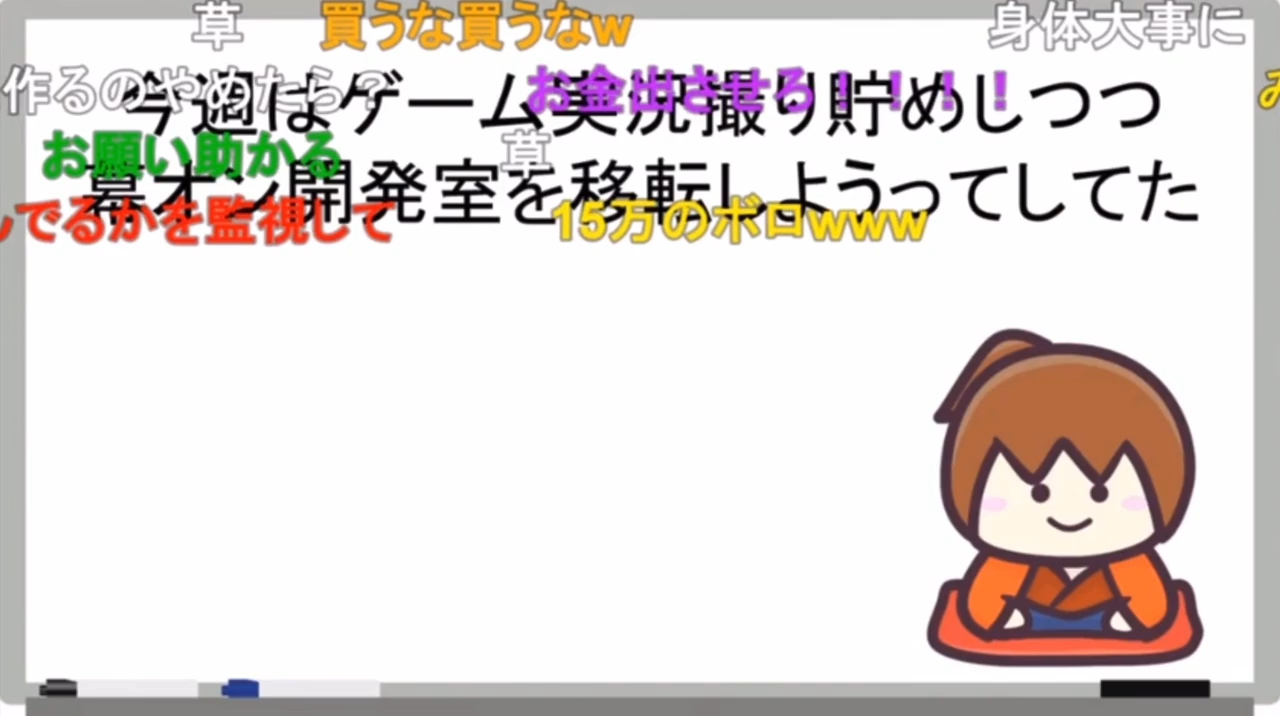 草
買うな買うなw
身体大事に
作るのやめたら？
お金出させろ！！！！
今週はゲーム実況撮り貯めしつつ
お願い助かる
草
幕オン開発室を移転しようってしてた
んでるかを監視して
15万のボロwww
み